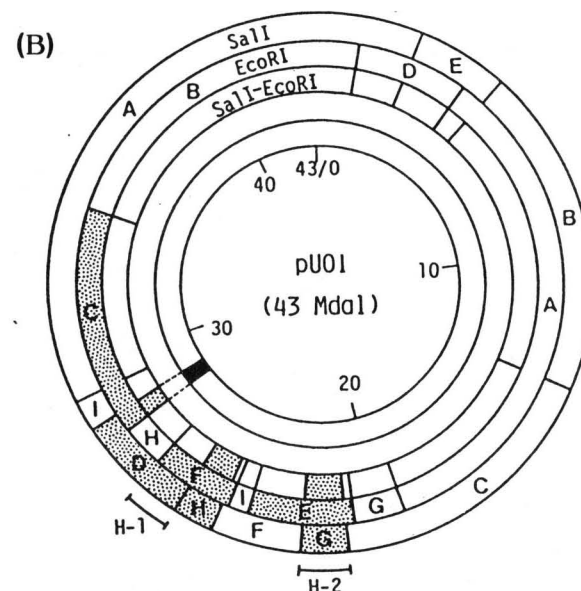 (B)
SalI
EcoRI
SalI-EcoRI
A
B
D
E
B
A
C
C
I
D
H
H
F
I
F
E
G
G
H-1
H-2
43/0
40
10
30
20
pUO1
(43 Mdal)